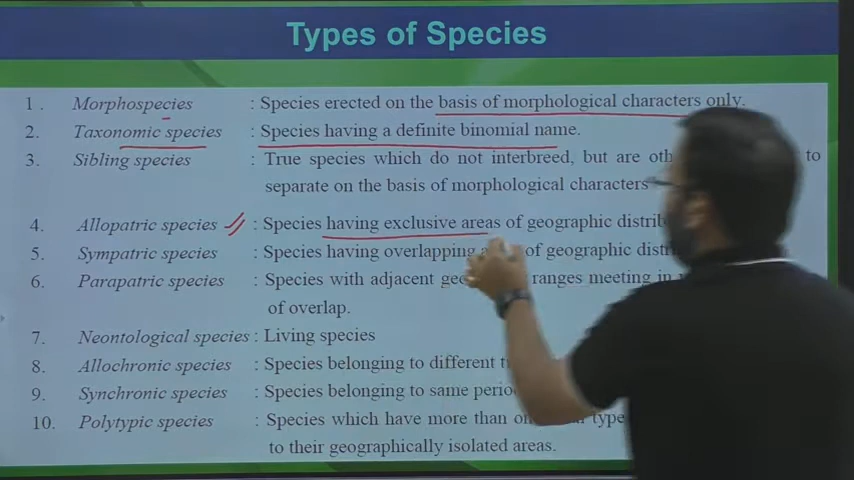 Types of Species
1 . Morphospecies : Species erected on the basis of morphological characters only.
2. Taxonomic species : Species having a definite binomial name.
3. Sibling species : True species which do not interbreed, but are to
separate on the basis of morphological characters
4. Allopatric species : Species having exclusive areas of geographic
5. Sympatric species : Species having overlapping of geographic
6. Parapatric species : Species with adjacent ranges meeting in
of overlap.
7. Neontological species : Living species
8. Allochronic species : Species belonging to different
9. Synchronic species : Species belonging to same
10. Polytypic species : Species which have more than
to their geographically isolated areas.